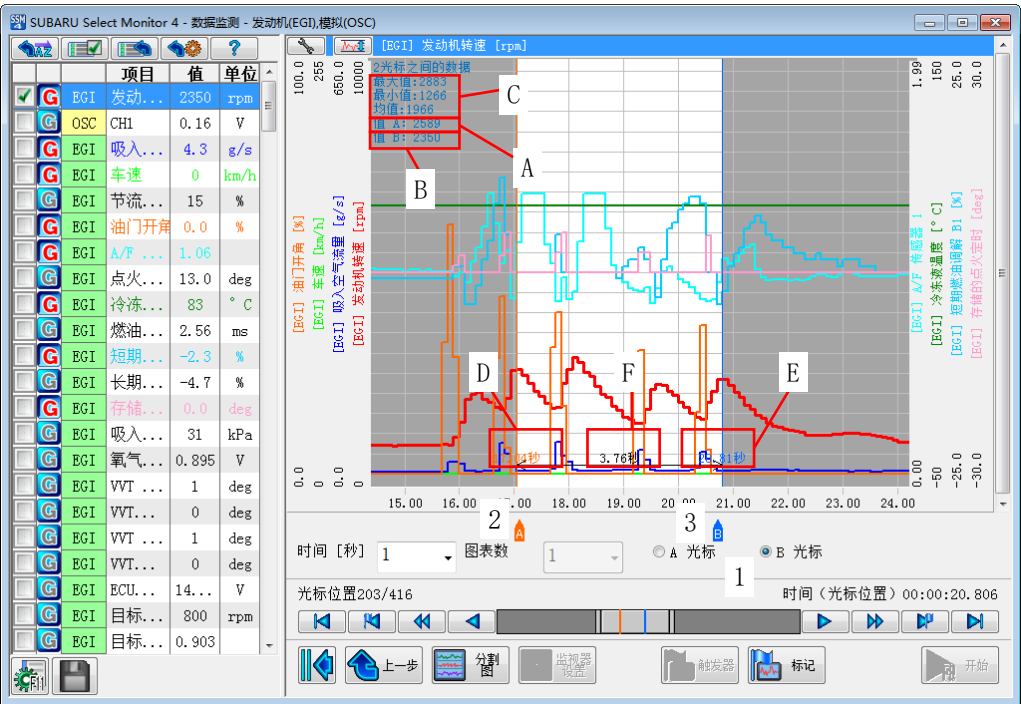 SUBARU Select Monitor 4 - 数据监测 - 发动机(EGI),模拟(OSC)
AZ
?
[EGI] 发动机转速 [rpm]
项目 值 单位
G EGI 发动... 2350 rpm
G OSC CH1 0.16 V
G EGI 吸入... 4.3 g/s
G EGI 车速 0 km/h
G EGI 节流... 15 %
G EGI 油门开角 0.0 %
G EGI A/F ... 1.06
G EGI 点火... 13.0 deg
G EGI 冷冻... 83 °C
G EGI 燃油... 2.56 ms
G EGI 短期... -2.3 %
G EGI 长期... -4.7 %
G EGI 存储... 0.0 deg
G EGI 吸入... 31 kPa
G EGI 氧气... 0.895 V
G EGI VVT ... 1 deg
G EGI VVT... 0 deg
G EGI VVT ... 1 deg
G EGI VVT... 0 deg
G EGI ECU... 14... V
G EGI 目标... 800 rpm
G EGI 目标... 0.903
100.0
255
650.0
10000
[EGI] 油门开角 [%]
[EGI] 车速 [km/h]
[EGI] 吸入空气流量 [g/s]
[EGI] 发动机转速 [rpm]
0.0
0
0.0
0
2光标之间的数据
最大值:2883
最小值:1266
均值:1966
值 A: 2589
值 B: 2350
C
A
B
D
F
E
3.76秒
1.99
150
25.0
30.0
[EGI] A/F 传感器 1
[EGI] 冷冻液温度 [°C]
[EGI] 短期燃油调解 B1 [%]
[EGI] 存储的点火定时 [deg]
0.00
-50
-25.0
-30.0
15.00 16.00 18.00 19.00 21.00 22.00 23.00 24.00
2
3
A
B
时间 [秒] 1 图表数 1 A 光标 B 光标
1
光标位置203/416 时间(光标位置)00:00:20.806
上一步 分割图 监视器设置 触发器 标记 开始
F11